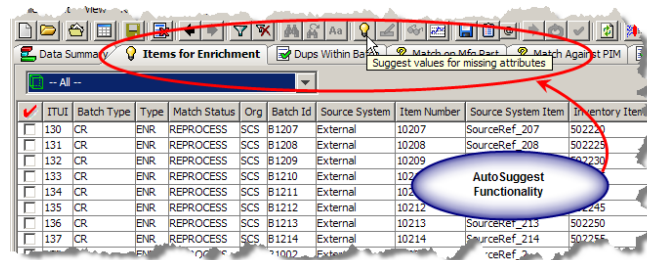 View
Aa
Data Summary Items for Enrichment Dups Within Ba Match on Mfg Part Match Against PIM
Suggest values for missing attributes
-- All --
ITUI Batch Type Type Match Status Org Batch Id Source System Item Number Source System Item Inventory Item
130 CR ENR REPROCESS SCS B1207 External 10207 SourceRef_207 502220
131 CR ENR REPROCESS SCS B1208 External 10208 SourceRef_208 502225
132 CR ENR REPROCESS SCS B1209 External 10209 502230
133 CR ENR REPROCESS SCS B1210 External
134 CR ENR REPROCESS SCS B1211 External
135 CR ENR REPROCESS SCS B1212 External 10212 502245
136 CR ENR REPROCESS SCS B1213 External 10213 SourceRef_213 502250
137 CR ENR REPROCESS SCS B1214 External 10214 SourceRef_214 502255
AutoSuggest
Functionality